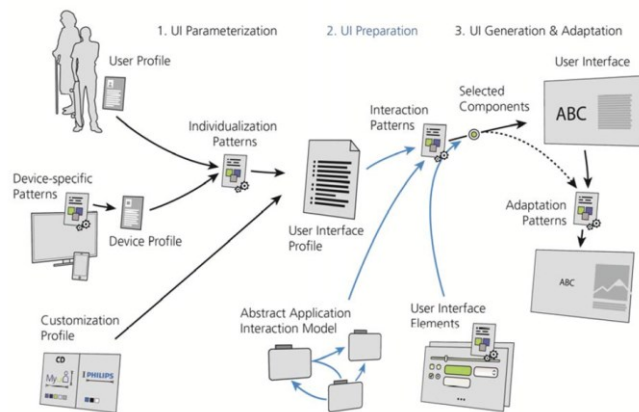 1. UI Parameterization
2. UI Preparation
3. UI Generation & Adaptation
User Profile
User Interface
Selected
Components
Interaction
Patterns
ABC
Individualization
Patterns
Device-specific
Patterns
Device Profile
User Interface
Profile
Adaptation
Patterns
ABC
Customization
Profile
Abstract Application
Interaction Model
User Interface
Elements
CD
My
PHILIPS